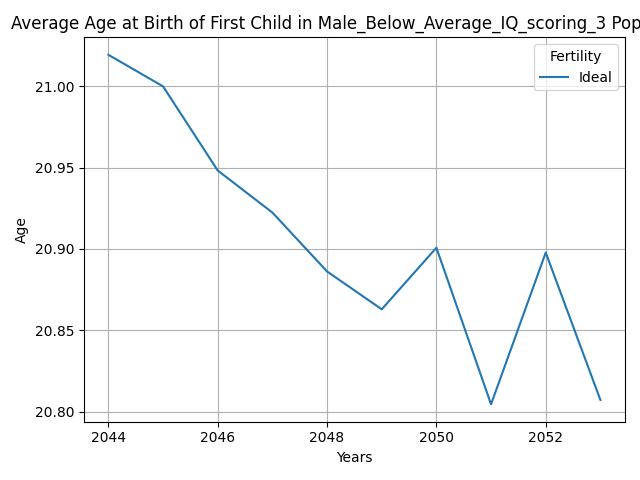 Average Age at Birth of First Child in Male_Below_Average_IQ_scoring_3 Pop
Fertility
Ideal
21.00
20.95
20.90
20.85
20.80
Age
2044 2046 2048 2050 2052
Years